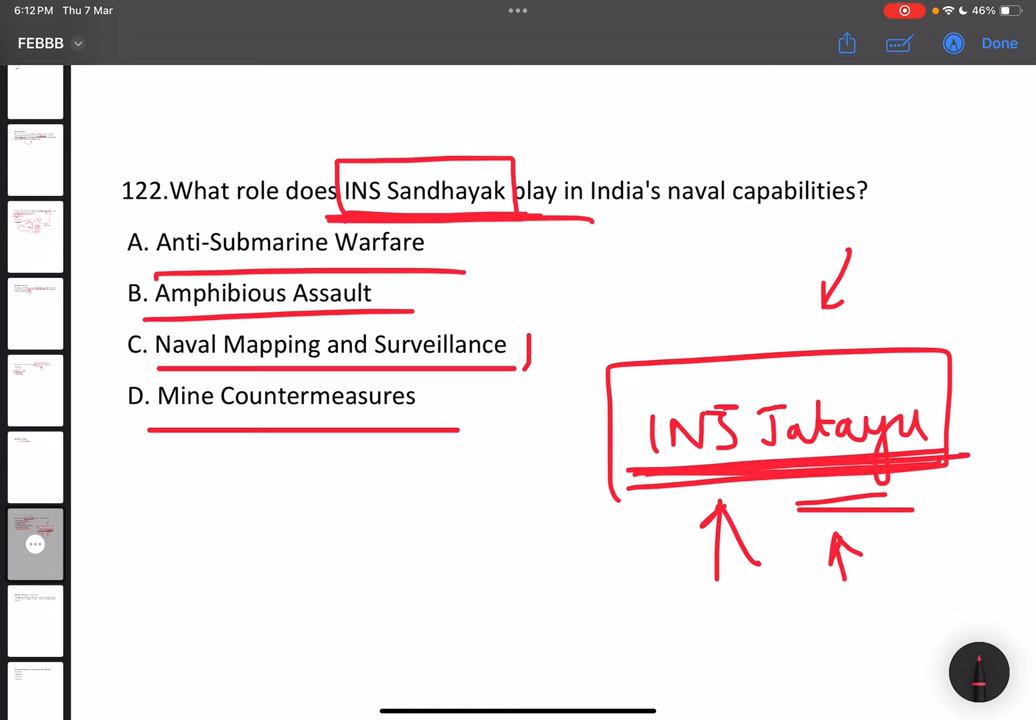 6:12 PM Thu 7 Mar
46%
FEBBB
Done
122.What role does INS Sandhayak play in India's naval capabilities?
A. Anti-Submarine Warfare
B. Amphibious Assault
C. Naval Mapping and Surveillance
D. Mine Countermeasures
INS Jatayu